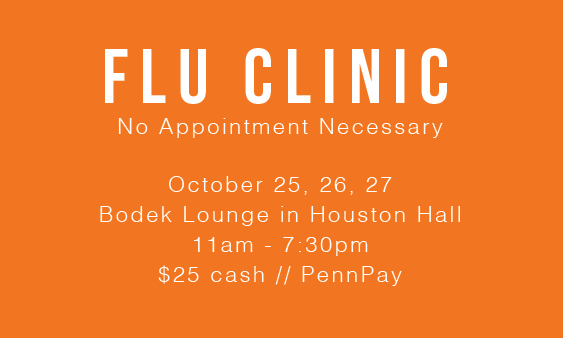 FLU CLINIC
No Appointment Necessary
October 25, 26, 27
Bodek Lounge in Houston Hall
11am - 7:30pm
$25 cash // PennPay